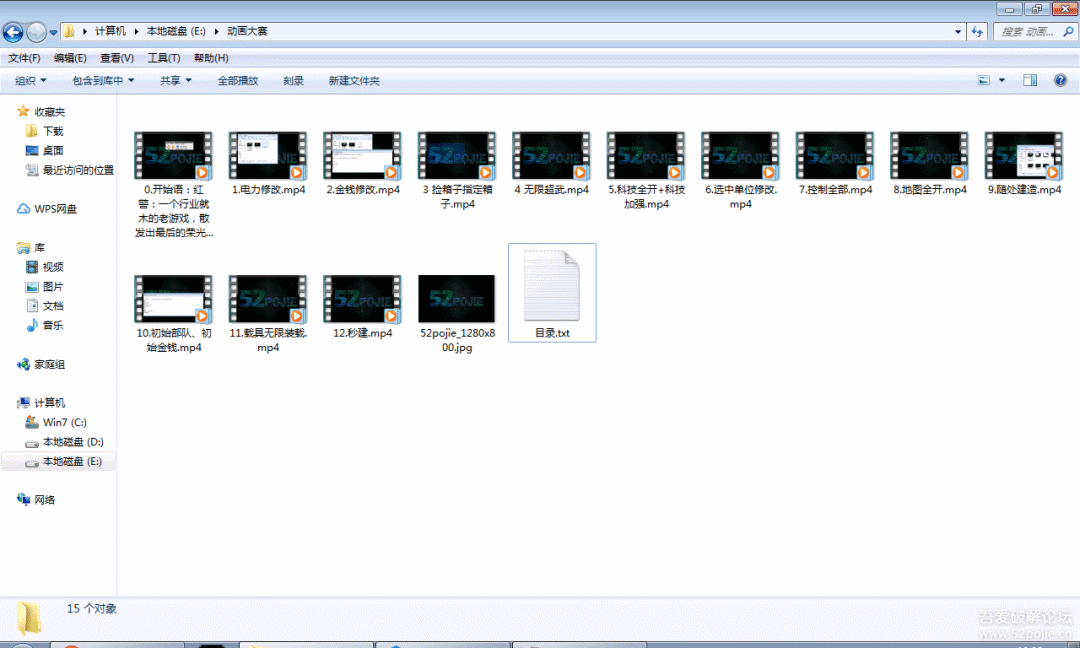 计算机 本地磁盘 (E:) 动画大赛
搜索 动画...
文件(F) 编辑(E) 查看(V) 工具(T) 帮助(H)
组织 包含到库中 共享 全部播放 刻录 新建文件夹
收藏夹
下载
桌面
最近访问的位置
WPS网盘
库
视频
图片
文档
音乐
家庭组
计算机
Win7 (C:)
本地磁盘 (D:)
本地磁盘 (E:)
网络
0.开始语：红
警：一个行业就
木的老游戏，散
发出最后的荣光...
1.电力修改.mp4
2.金钱修改.mp4
3 捡箱子指定箱
子.mp4
4 无限超武.mp4
5.科技全开+科技
加强.mp4
6.选中单位修改.
mp4
7.控制全部.mp4
8.地图全开.mp4
9.随处建造.mp4
10.初始部队、初
始金钱.mp4
11.载具无限装载.
mp4
12.秒建.mp4
52pojie_1280x8
00.jpg
目录.txt
52POJIE
15 个对象
吾爱破解论坛
www.52pojie.cn